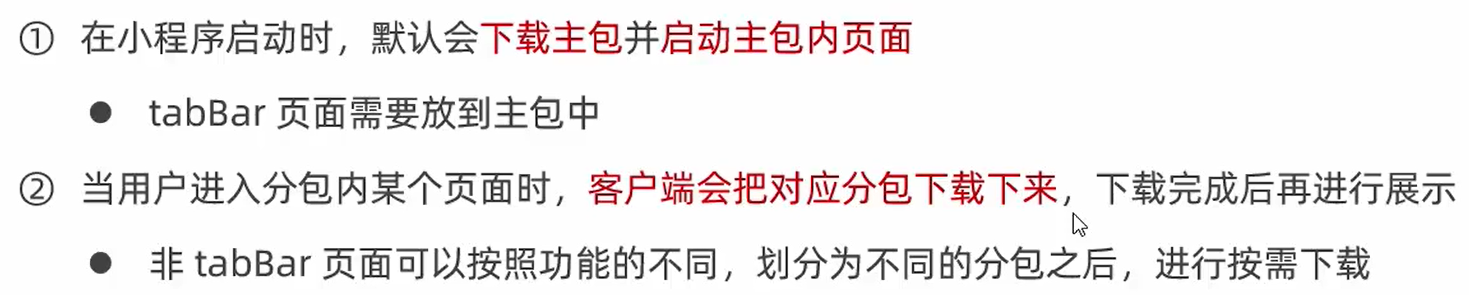 ① 在小程序启动时，默认会下载主包并启动主包内页面
● tabBar 页面需要放到主包中
② 当用户进入分包内某个页面时，客户端会把对应分包下载下来，下载完成后再进行展示
● 非 tabBar 页面可以按照功能的不同，划分为不同的分包之后，进行按需下载